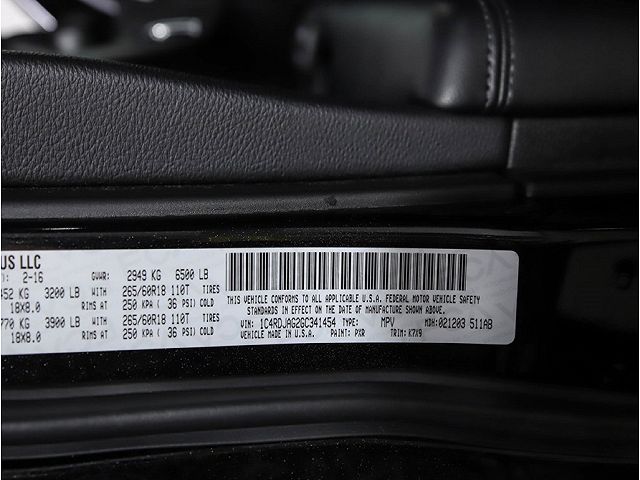 US LLC
): 2-16 GVWR: 2949 KG 6500 LB
452 KG 3200 LB 265/60R18 110T TIRES
18X8.0 RIMS AT 250 KPA ( 36 PSI) COLD
770 KG 3900 LB 265/60R18 110T TIRES
18X8.0 RIMS AT 250 KPA ( 36 PSI) COLD
THIS VEHICLE CONFORMS TO ALL APPLICABLE U.S.A. FEDERAL MOTOR VEHICLE SAFETY
STANDARDS IN EFFECT ON THE DATE OF MANUFACTURE SHOWN ABOVE.
VIN: 1C4RDJAG2GC341454 TYPE: MPV MDH: 021203 511AB
VEHICLE MADE IN U.S.A. PAINT: PXR TRIM: K7X9